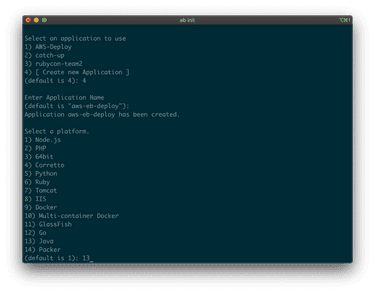 eb init
⌥⌘1
Select an application to use
1) AWS-Deploy
2) catch-up
3) rubycon-team2
4) [ Create new Application ]
(default is 4): 4
Enter Application Name
(default is "aws-eb-deploy"):
Application aws-eb-deploy has been created.
Select a platform.
1) Node.js
2) PHP
3) 64bit
4) Corretto
5) Python
6) Ruby
7) Tomcat
8) IIS
9) Docker
10) Multi-container Docker
11) GlassFish
12) Go
13) Java
14) Packer
(default is 1): 13